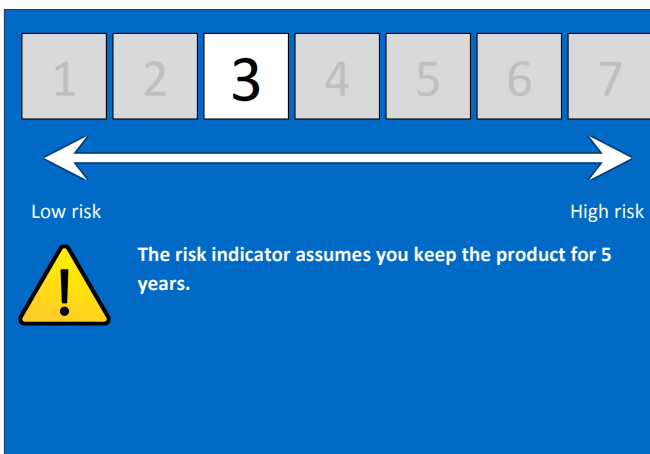 1 2 3 4 5 6 7
Low risk High risk
The risk indicator assumes you keep the product for 5
years.